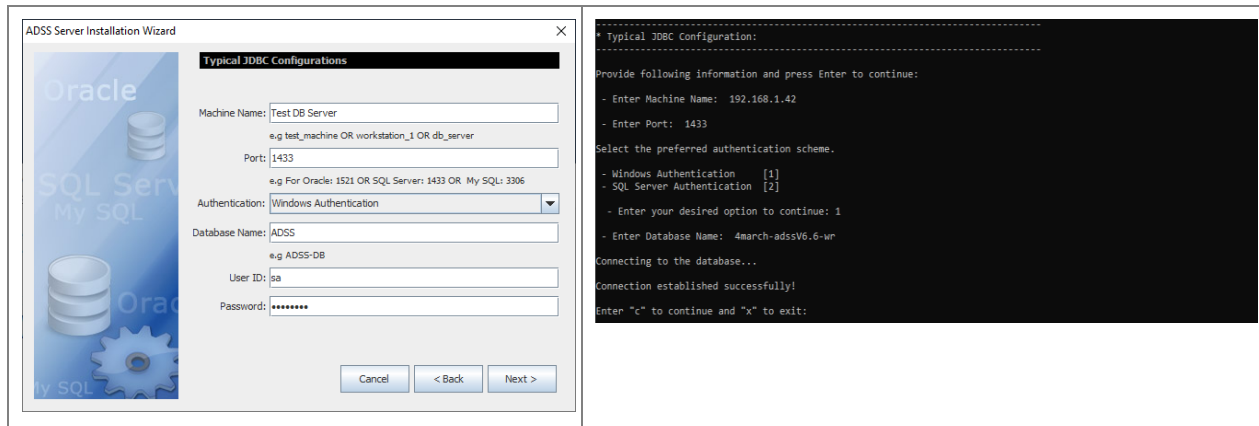 ADSS Server Installation Wizard
Typical JDBC Configurations
Oracle
SQL Serv
My SQL
Orac
My SQL
Machine Name: Test DB Server
e.g test_machine OR workstation_1 OR db_server
Port: 1433
e.g For Oracle: 1521 OR SQL Server: 1433 OR My SQL: 3306
Authentication: Windows Authentication
Database Name: ADSS
e.g ADSS-DB
User ID: sa
Password: ••••••••
Cancel < Back Next >
--------------------------------------------------------------------------------
* Typical JDBC Configuration:
--------------------------------------------------------------------------------
Provide following information and press Enter to continue:
- Enter Machine Name: 192.168.1.42
- Enter Port: 1433
Select the preferred authentication scheme.
- Windows Authentication [1]
- SQL Server Authentication [2]
- Enter your desired option to continue: 1
- Enter Database Name: 4march-adssV6.6-wr
Connecting to the database...
Connection established successfully!
Enter "c" to continue and "x" to exit: